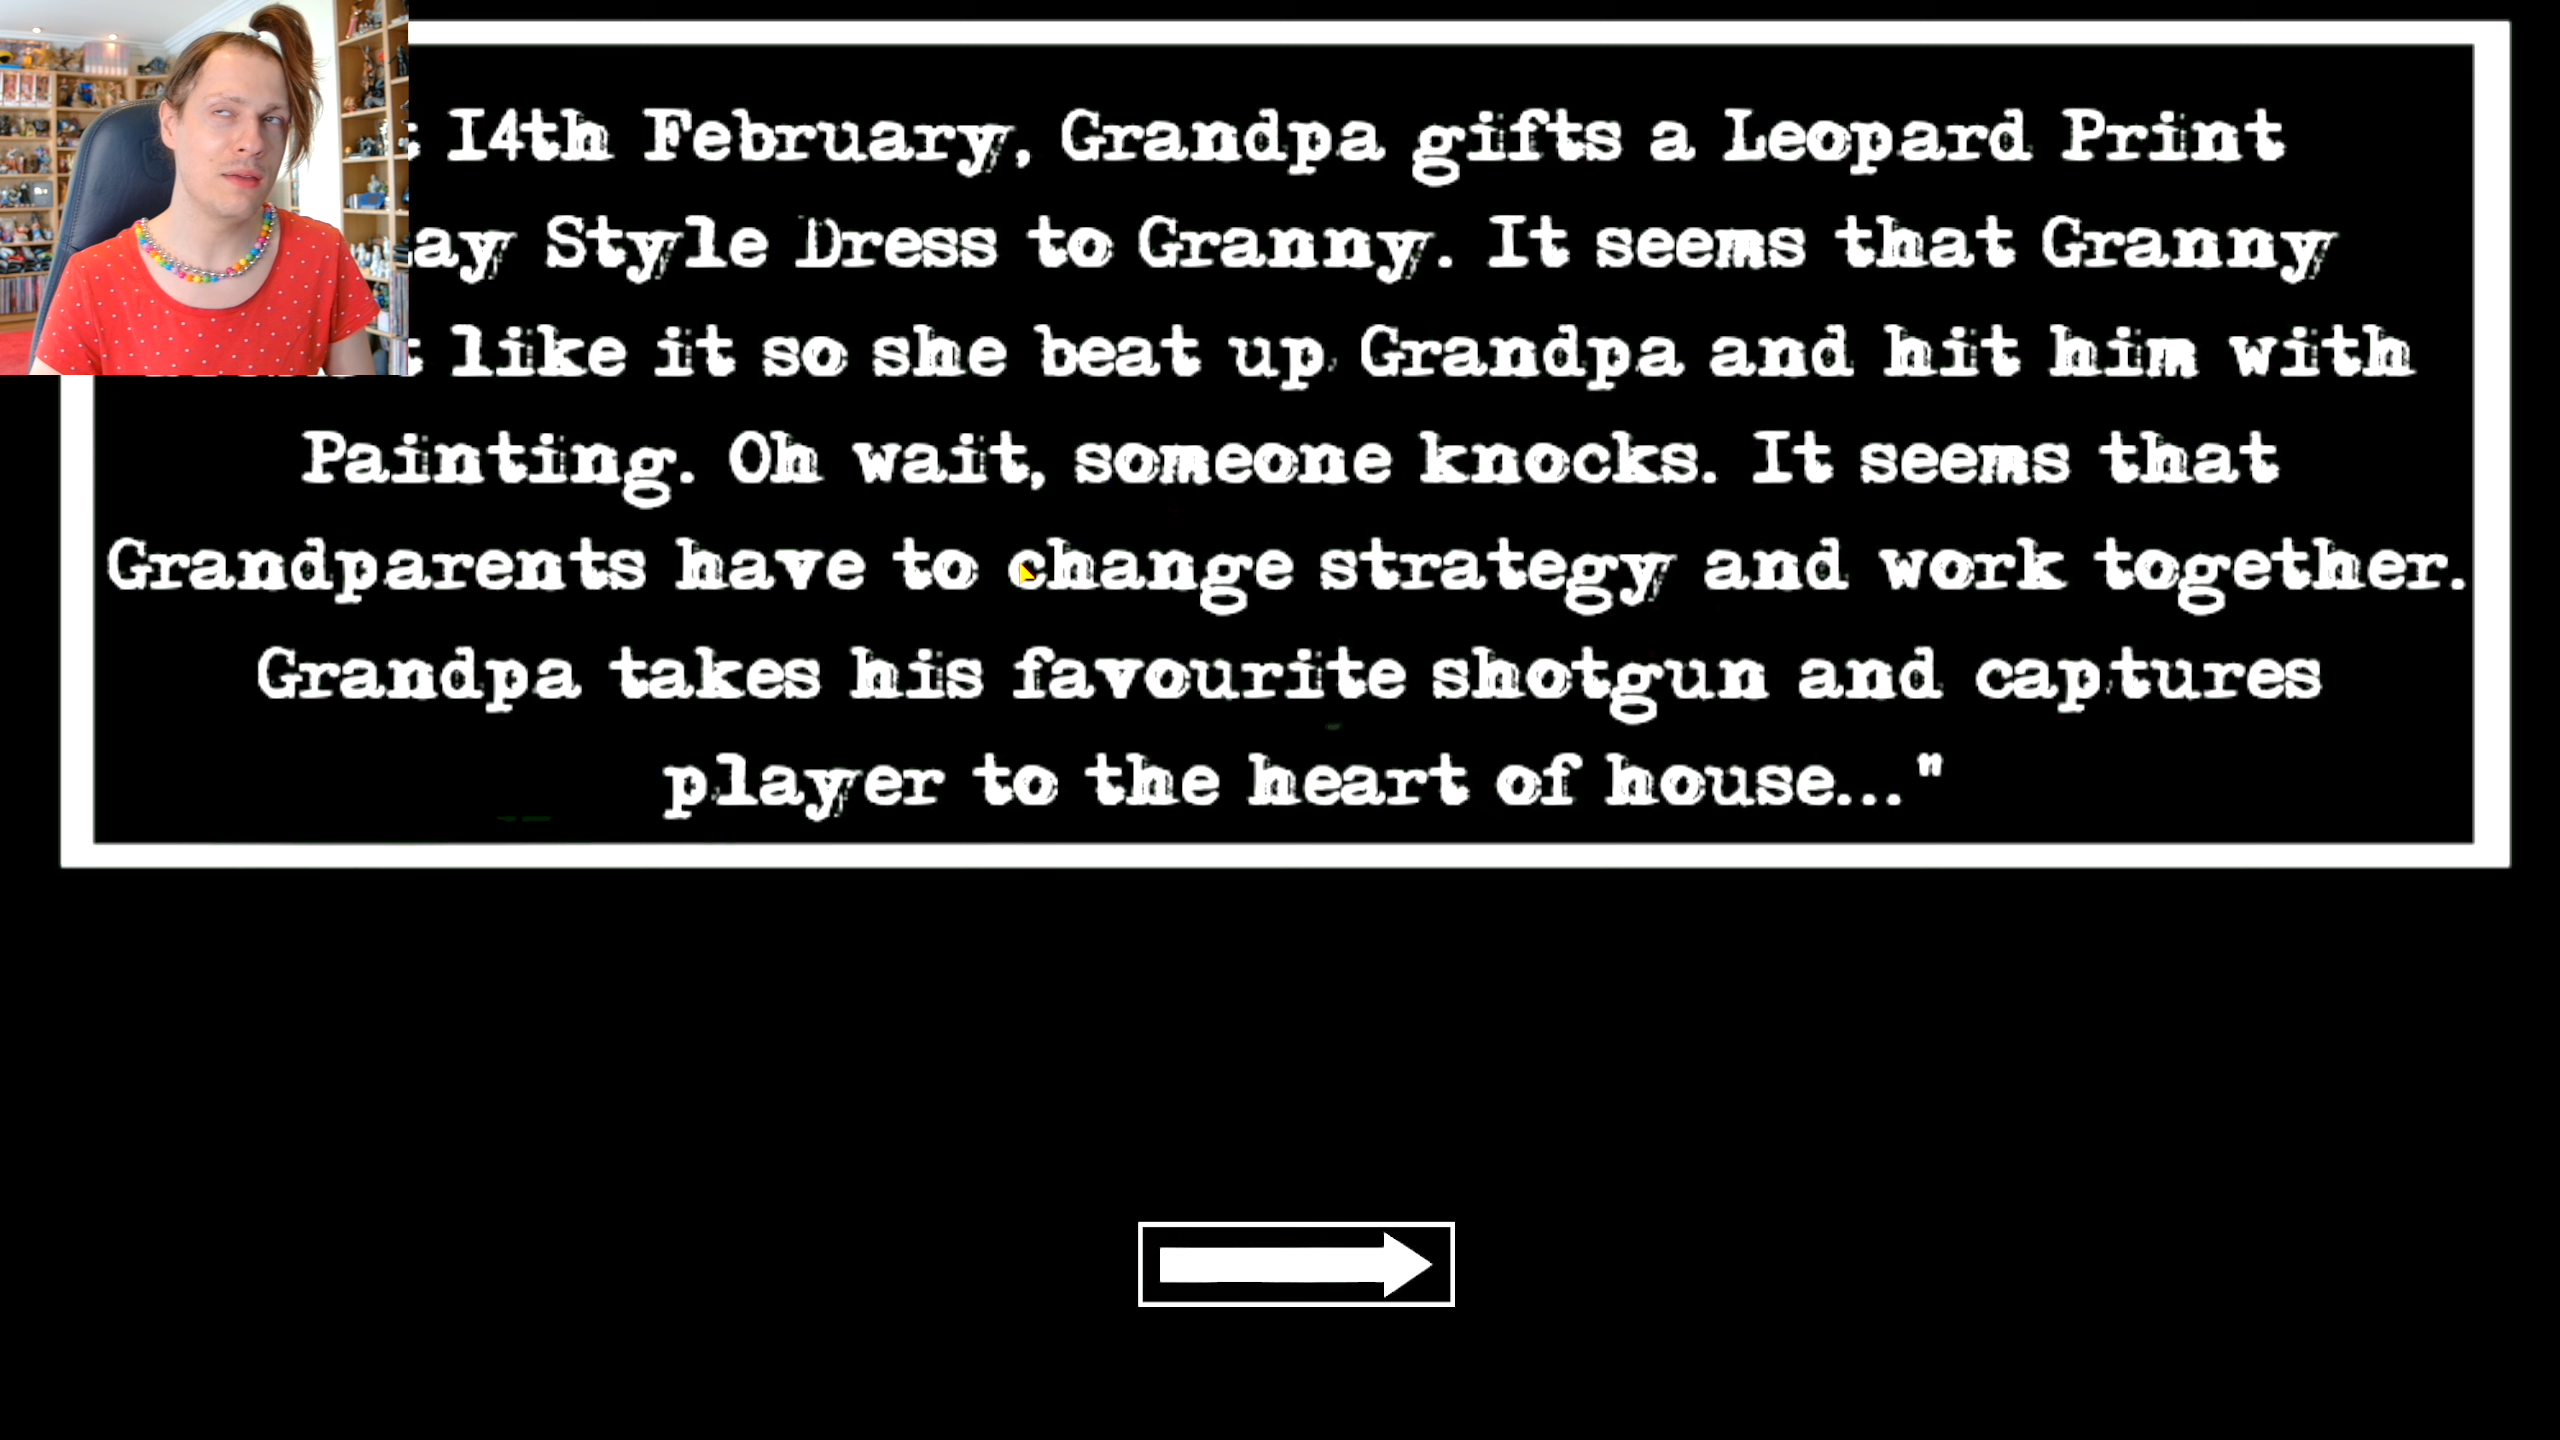 14th February, Grandpa gifts a Leopard Print
Style Dress to Granny. It seems that Granny
like it so she beat up Grandpa and hit him with
Painting. Oh wait, someone knocks. It seems that
Grandparents have to change strategy and work together.
Grandpa takes his favourite shotgun and captures
player to the heart of house..."